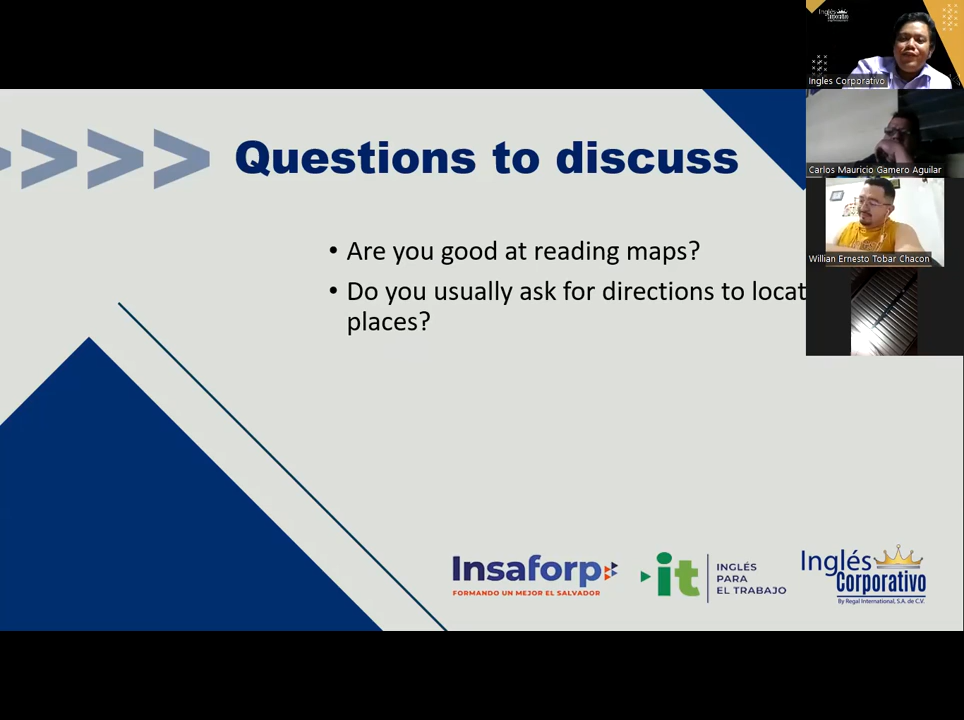 Questions to discuss
• Are you good at reading maps?
• Do you usually ask for directions to locat
places?
Insaforp
FORMANDO UN MEJOR EL SALVADOR
it
INGLÉS
PARA
EL TRABAJO
Inglés
Corporativo
By Regal International, S.A. de C.V.
Inglés
Corporativo
Ingles Corporativo
Carlos Mauricio Gamero Aguilar
Willian Ernesto Tobar Chacon